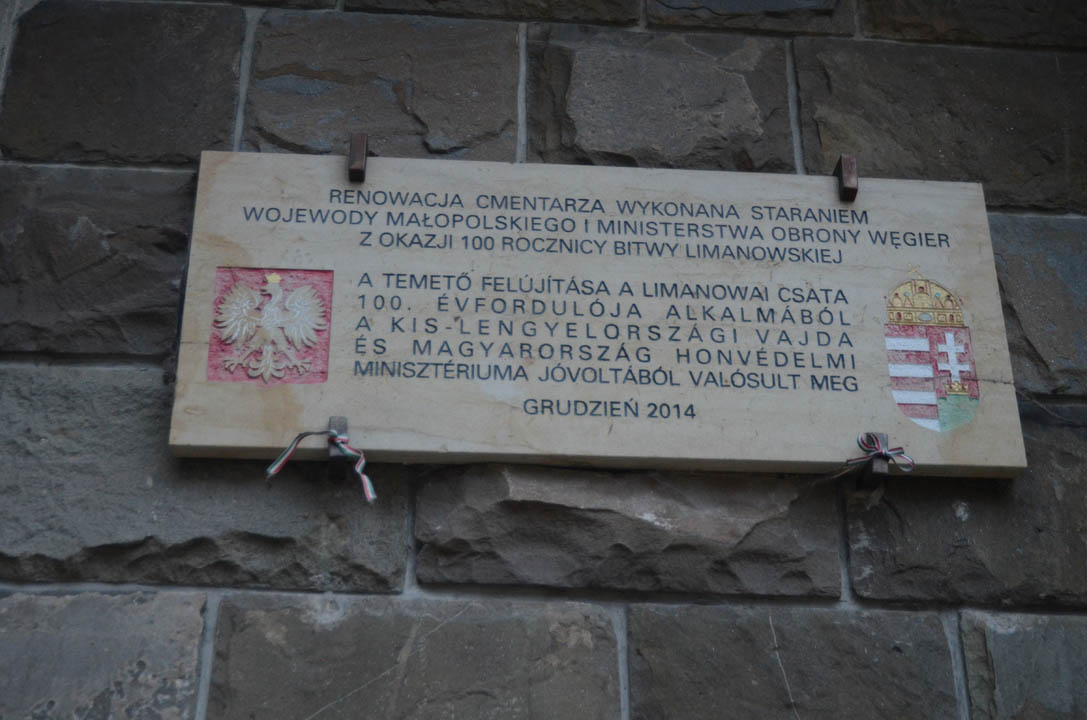 RENOWACJA CMENTARZA WYKONANA STARANIEM
WOJEWODY MAŁOPOLSKIEGO I MINISTERSTWA OBRONY WĘGIER
Z OKAZJI 100 ROCZNICY BITWY LIMANOWSKIEJ
A TEMETŐ FELÚJÍTÁSA A LIMANOWAI CSATA
100. ÉVFORDULÓJA ALKALMÁBÓL
A KIS-LENGYELORSZÁGI VAJDA
ÉS MAGYARORSZÁG HONVÉDELMI
MINISZTÉRIUMA JÓVOLTÁBÓL VALÓSULT MEG
GRUDZIEŃ 2014